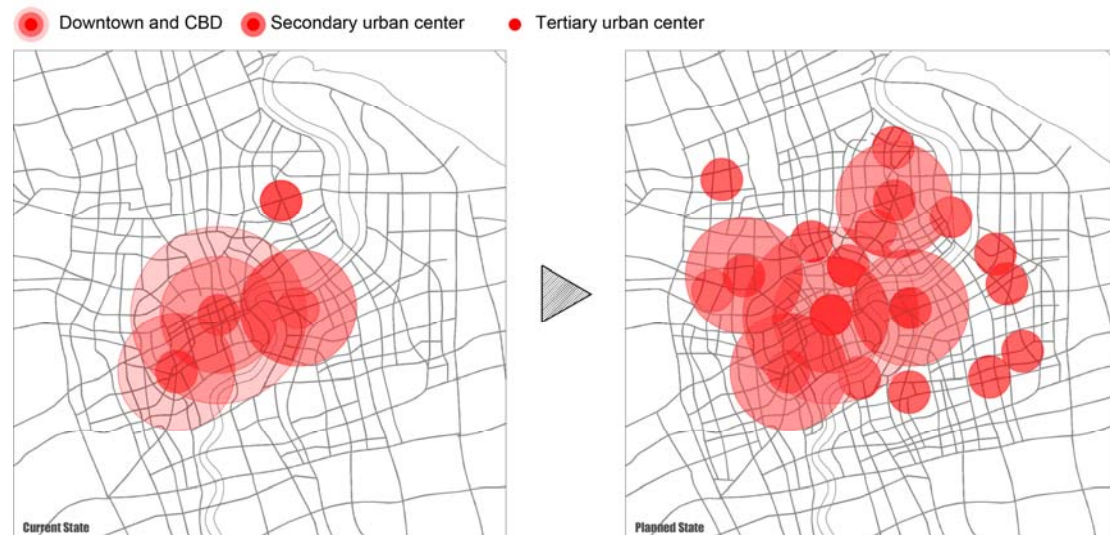 Downtown and CBD
Secondary urban center
Tertiary urban center
Current State
Planned State